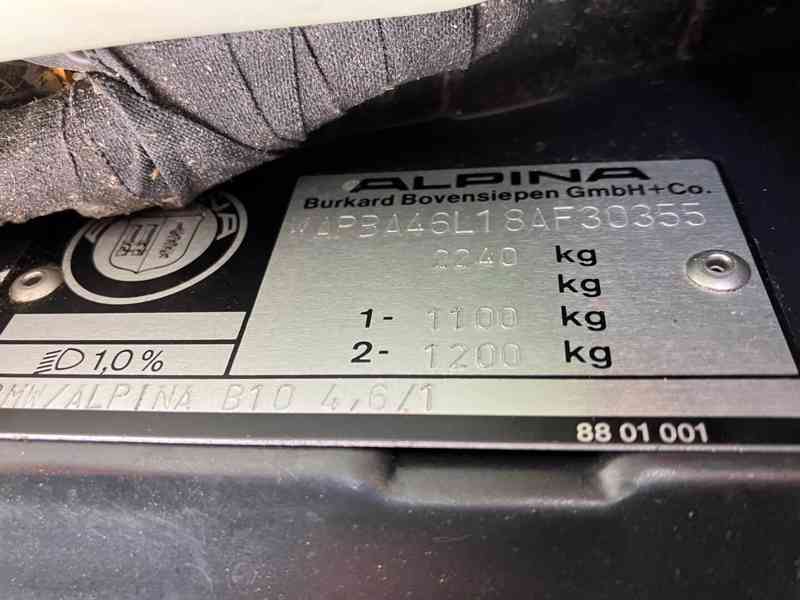 ALPINA
Burkard Bovensiepen GmbH+Co.
WAPBA46L18AF30355
2240 kg
kg
1- 1100 kg
2- 1200 kg
1,0%
BMW/ALPINA B10 4,6/1
88 01 001